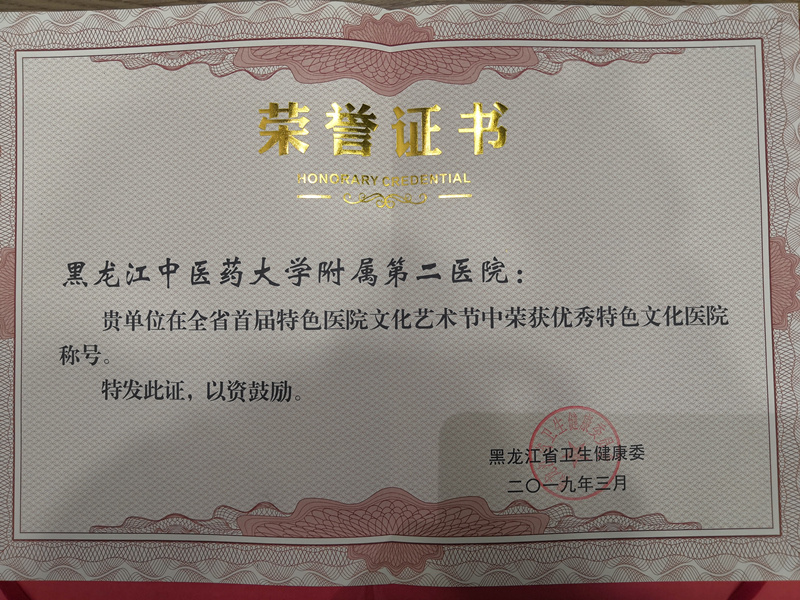 荣誉证书
HONORARY CREDENTIAL
黑龙江中医药大学附属第二医院：
贵单位在全省首届特色医院文化艺术节中荣获优秀特色文化医院
称号。
特发此证，以资鼓励。
黑龙江省卫生健康委
二〇一九年三月